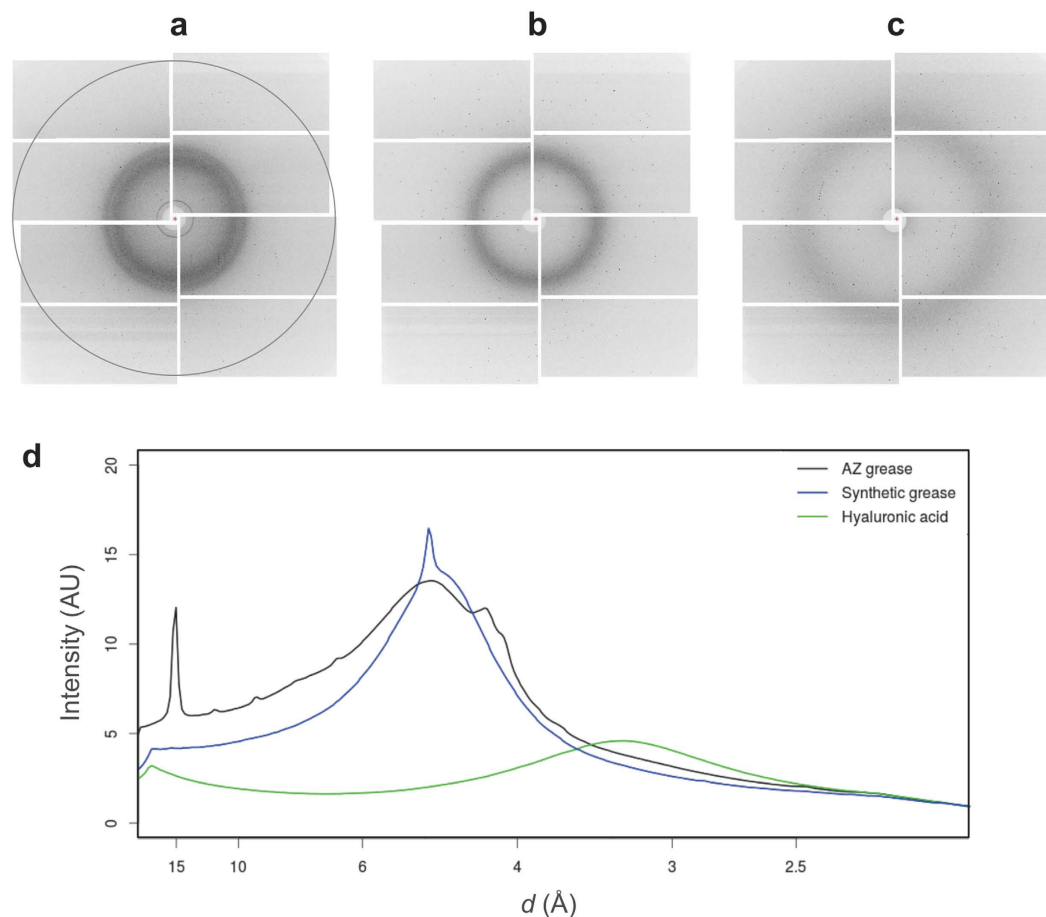 a
b
c
d
20
15
10
5
0
Intensity (AU)
AZ grease
Synthetic grease
Hyaluronic acid
15 10 6 4 3 2.5
d (Å)